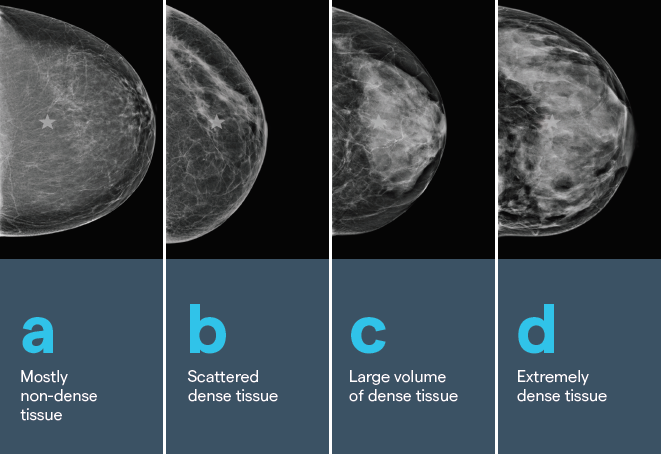 a
Mostly
non-dense
tissue
b
Scattered
dense tissue
c
Large volume
of dense tissue
d
Extremely
dense tissue